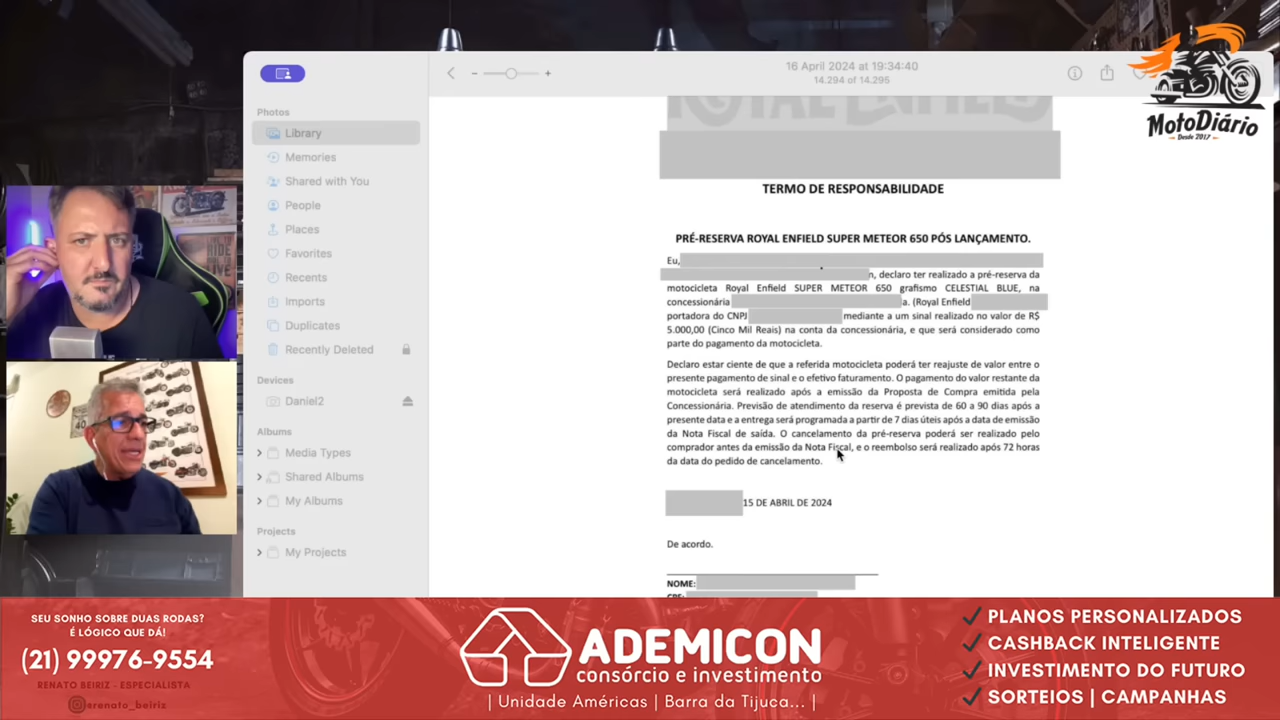 16 April 2024 at 19:34:40
14.294 of 14.295
MotoDiário
Desde 2017
Photos
Library
Memories
Shared with You
People
Places
Favorites
Recents
Imports
Duplicates
Recently Deleted
Devices
Daniel2
Albums
Media Types
Shared Albums
My Albums
Projects
My Projects
ROYAL ENFIELD
TERMO DE RESPONSABILIDADE
PRÉ-RESERVA ROYAL ENFIELD SUPER METEOR 650 PÓS LANÇAMENTO.
Eu,
n, declaro ter realizado a pré-reserva da
motocicleta Royal Enfield SUPER METEOR 650 grafismo CELESTIAL BLUE, na
concessionária a. (Royal Enfield
portadora do CNPJ mediante a um sinal realizado no valor de R$
5.000,00 (Cinco Mil Reais) na conta da concessionária, e que será considerado como
parte do pagamento da motocicleta.
Declaro estar ciente de que a referida motocicleta poderá ter reajuste de valor entre o
presente pagamento de sinal e o efetivo faturamento. O pagamento do valor restante da
motocicleta será realizado após a emissão da Proposta de Compra emitida pela
Concessionária. Previsão de atendimento da reserva é prevista de 60 a 90 dias após a
presente data e a entrega será programada a partir de 7 dias úteis após a data de emissão
da Nota Fiscal de saída. O cancelamento da pré-reserva poderá ser realizado pelo
comprador antes da emissão da Nota Fiscal, e o reembolso será realizado após 72 horas
da data do pedido de cancelamento.
15 DE ABRIL DE 2024
De acordo.
NOME:
CPF:
SEU SONHO SOBRE DUAS RODAS?
É LÓGICO QUE DÁ!
(21) 99976-9554
RENATO BEIRIZ - ESPECIALISTA
@arenato_beiriz
ADEMICON
consórcio e investimento
| Unidade Américas | Barra da Tijuca... |
PLANOS PERSONALIZADOS
CASHBACK INTELIGENTE
INVESTIMENTO DO FUTURO
SORTEIOS | CAMPANHAS